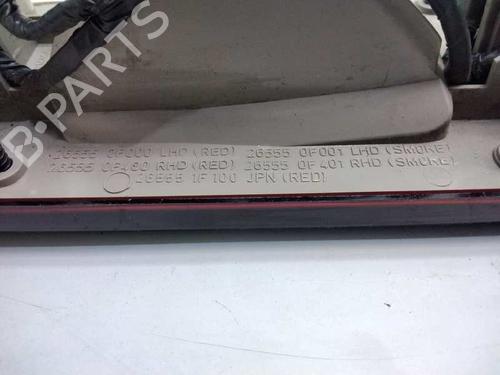 B-PARTS
26555 0F000 LHD (RED) 26555 0F001 LHD (SMOKE)
26555 0F400 RHD (RED) 26555 0F401 RHD (SMOKE)
26555 1F100 JPN (RED)